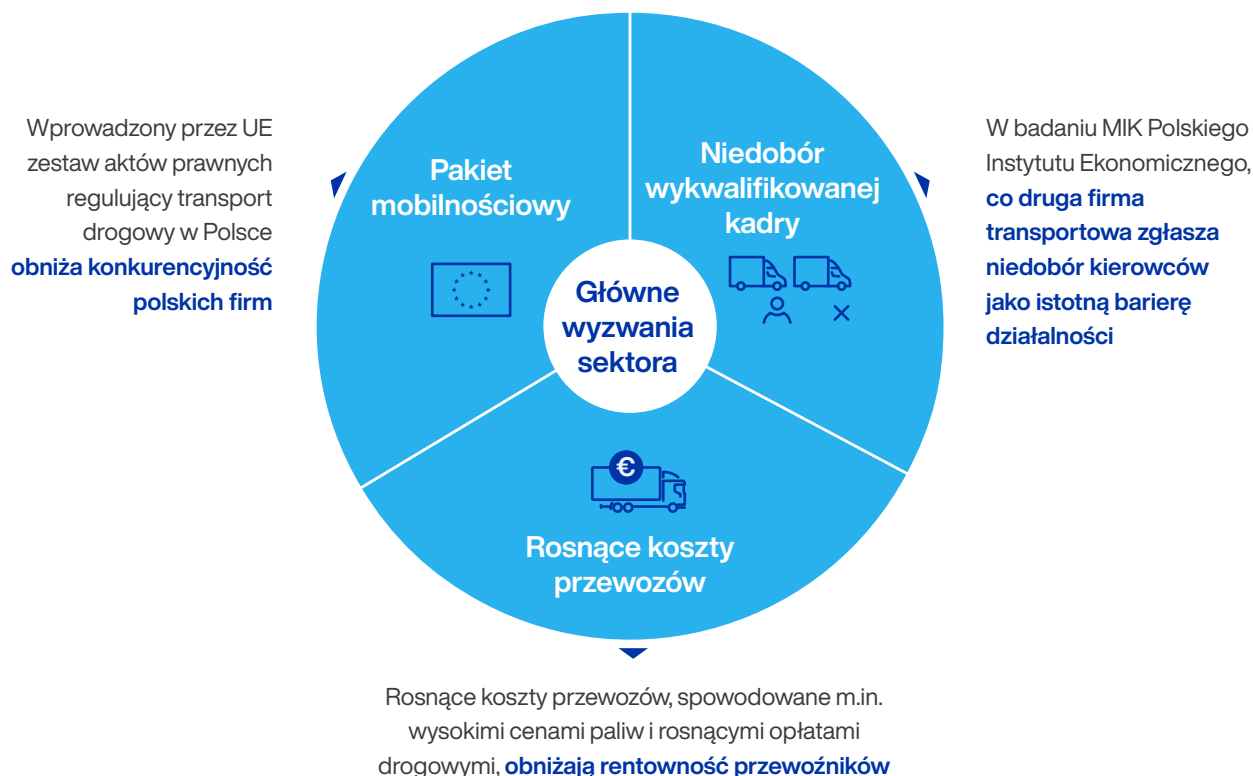 Wprowadzony przez UE
zestaw aktów prawnych
regulujący transport
drogowy w Polsce
obniża konkurencyjność
polskich firm
Pakiet
mobilnościowy
Niedobór
wykwalifikowanej
kadry
Główne
wyzwania
sektora
W badaniu MIK Polskiego
Instytutu Ekonomicznego,
co druga firma
transportowa zgłasza
niedobór kierowców
jako istotną barierę
działalności
€
Rosnące koszty
przewozów
Rosnące koszty przewozów, spowodowane m.in.
wysokimi cenami paliw i rosnącymi opłatami
drogowymi, obniżają rentowność przewoźników